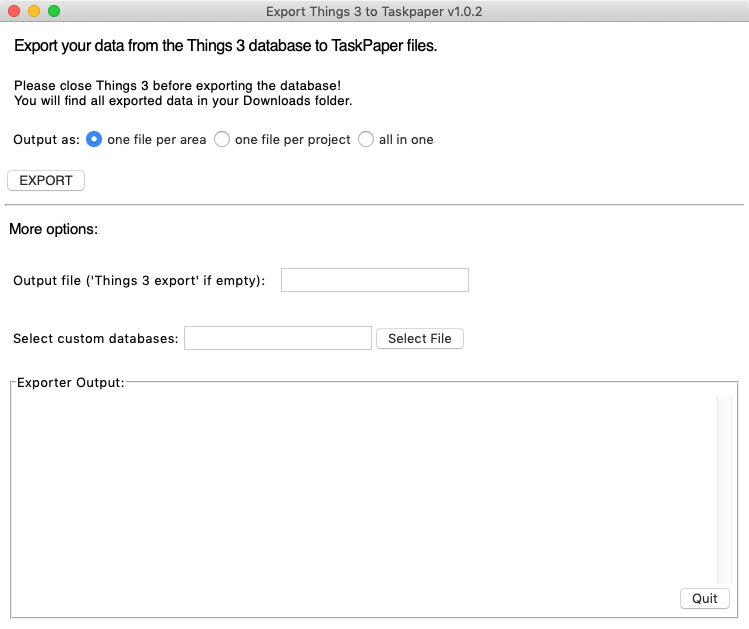 Export Things 3 to Taskpaper v1.0.2
Export your data from the Things 3 database to TaskPaper files.
Please close Things 3 before exporting the database!
You will find all exported data in your Downloads folder.
Output as: one file per area one file per project all in one
EXPORT
More options:
Output file ('Things 3 export' if empty):
Select custom databases: Select File
Exporter Output:
Quit